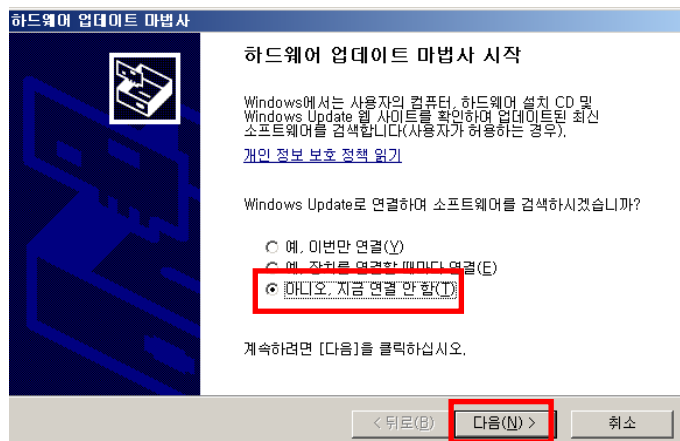 하드웨어 업데이트 마법사
하드웨어 업데이트 마법사 시작
Windows에서는 사용자의 컴퓨터, 하드웨어 설치 CD 및
Windows Update 웹 사이트를 확인하여 업데이트된 최신
소프트웨어를 검색합니다(사용자가 허용하는 경우).
개인 정보 보호 정책 읽기
Windows Update로 연결하여 소프트웨어를 검색하시겠습니까?
예, 이번만 연결(Y)
예, 장치를 연결할 때마다 연결(E)
아니오, 지금 연결 안 함(T)
계속하려면 [다음]을 클릭하십시오.
< 뒤로(B) 다음(N) > 취소